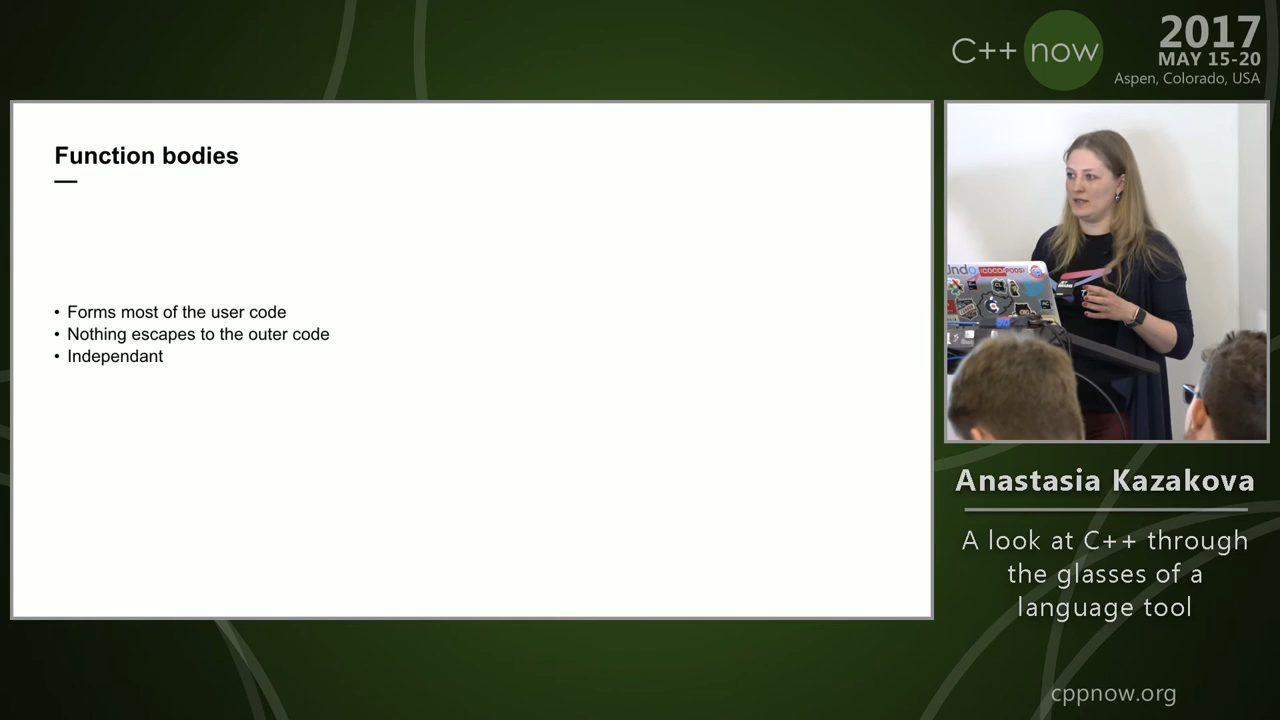 C++ now
2017
MAY 15-20
Aspen, Colorado, USA
Function bodies
• Forms most of the user code
• Nothing escapes to the outer code
• Independant
Anastasia Kazakova
A look at C++ through
the glasses of a
language tool
cppnow.org